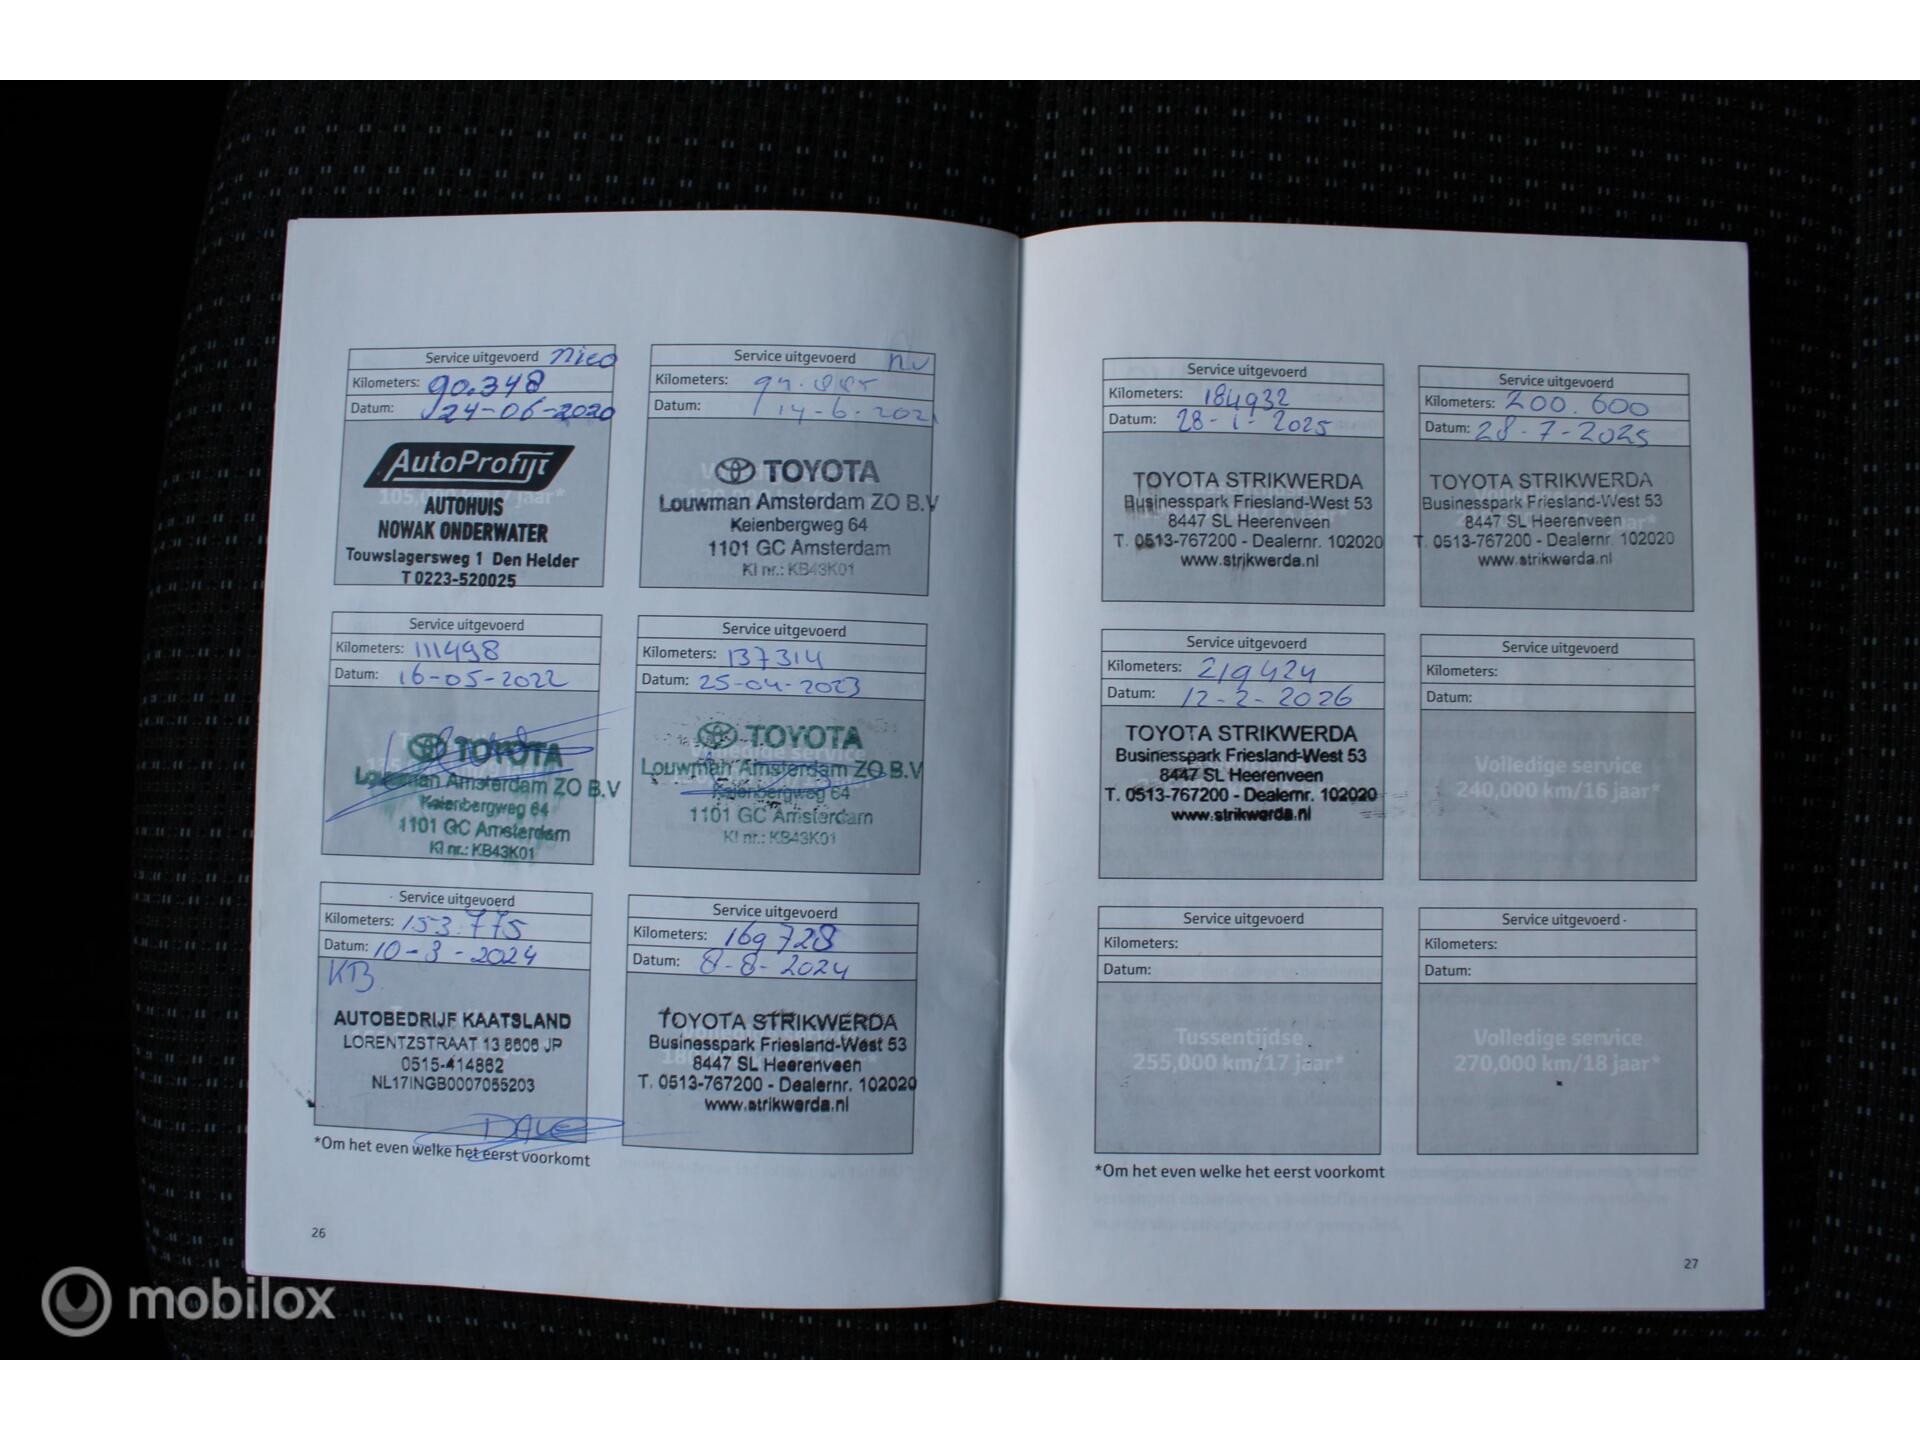 Service uitgevoerd Nico
Kilometers: 90.348
Datum: 24-06-2020
AutoProfijt
105,000 km/7 jaar*
AUTOHUIS
NOWAK ONDERWATER
Touwslagersweg 1 Den Helder
T 0223-520025
Service uitgevoerd
Kilometers:
Datum: 14-6-2021
TOYOTA
Louwman Amsterdam ZO B.V
Keienbergweg 64
1101 GC Amsterdam
Kl nr.: KB43K01
Service uitgevoerd
Kilometers: 111498
Datum: 16-05-2022
TOYOTA
Louwman Amsterdam ZO B.V
Keienbergweg 64
1101 GC Amsterdam
Kl nr.: KB43K01
Service uitgevoerd
Kilometers: 137314
Datum: 25-04-2023
TOYOTA
Volledige service
Louwman Amsterdam ZO B.V
Keienbergweg 64
1101 GC Amsterdam
Kl nr.: KB43K01
Service uitgevoerd
Kilometers: 153.775
Datum: 10-3-2024
KB
AUTOBEDRIJF KAATSLAND
LORENTZSTRAAT 13 8606 JP
0515-414862
NL17INGB0007055203
DAVE
Service uitgevoerd
Kilometers: 169728
Datum: 8-8-2024
TOYOTA STRIKWERDA
Businesspark Friesland-West 53
8447 SL Heerenveen
T. 0513-767200 - Dealernr. 102020
www.strikwerda.nl
*Om het even welke het eerst voorkomt
26
Service uitgevoerd
Kilometers: 184932
Datum: 28-1-2025
TOYOTA STRIKWERDA
Businesspark Friesland-West 53
8447 SL Heerenveen
T. 0513-767200 - Dealernr. 102020
www.strikwerda.nl
Service uitgevoerd
Kilometers: 200.600
Datum: 28-7-2025
TOYOTA STRIKWERDA
Businesspark Friesland-West 53
8447 SL Heerenveen
T. 0513-767200 - Dealernr. 102020
www.strikwerda.nl
Service uitgevoerd
Kilometers: 219424
Datum: 12-2-2026
TOYOTA STRIKWERDA
Businesspark Friesland-West 53
8447 SL Heerenveen
T. 0513-767200 - Dealernr. 102020
www.strikwerda.nl
Service uitgevoerd
Kilometers:
Datum:
Volledige service
240,000 km/16 jaar*
Service uitgevoerd
Kilometers:
Datum:
Tussentijdse
255,000 km/17 jaar*
Service uitgevoerd
Kilometers:
Datum:
Volledige service
270,000 km/18 jaar*
*Om het even welke het eerst voorkomt
27
mobilox